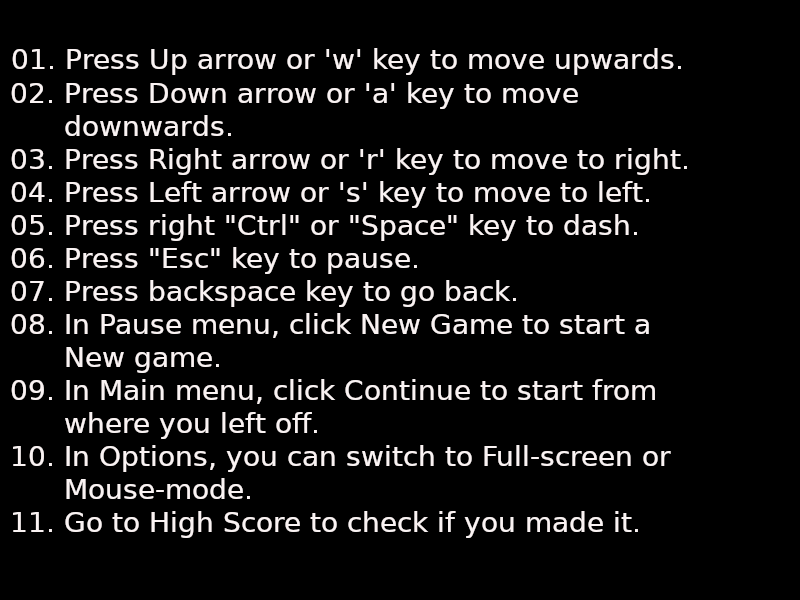 01. Press Up arrow or 'w' key to move upwards.
02. Press Down arrow or 'a' key to move
downwards.
03. Press Right arrow or 'r' key to move to right.
04. Press Left arrow or 's' key to move to left.
05. Press right "Ctrl" or "Space" key to dash.
06. Press "Esc" key to pause.
07. Press backspace key to go back.
08. In Pause menu, click New Game to start a
New game.
09. In Main menu, click Continue to start from
where you left off.
10. In Options, you can switch to Full-screen or
Mouse-mode.
11. Go to High Score to check if you made it.